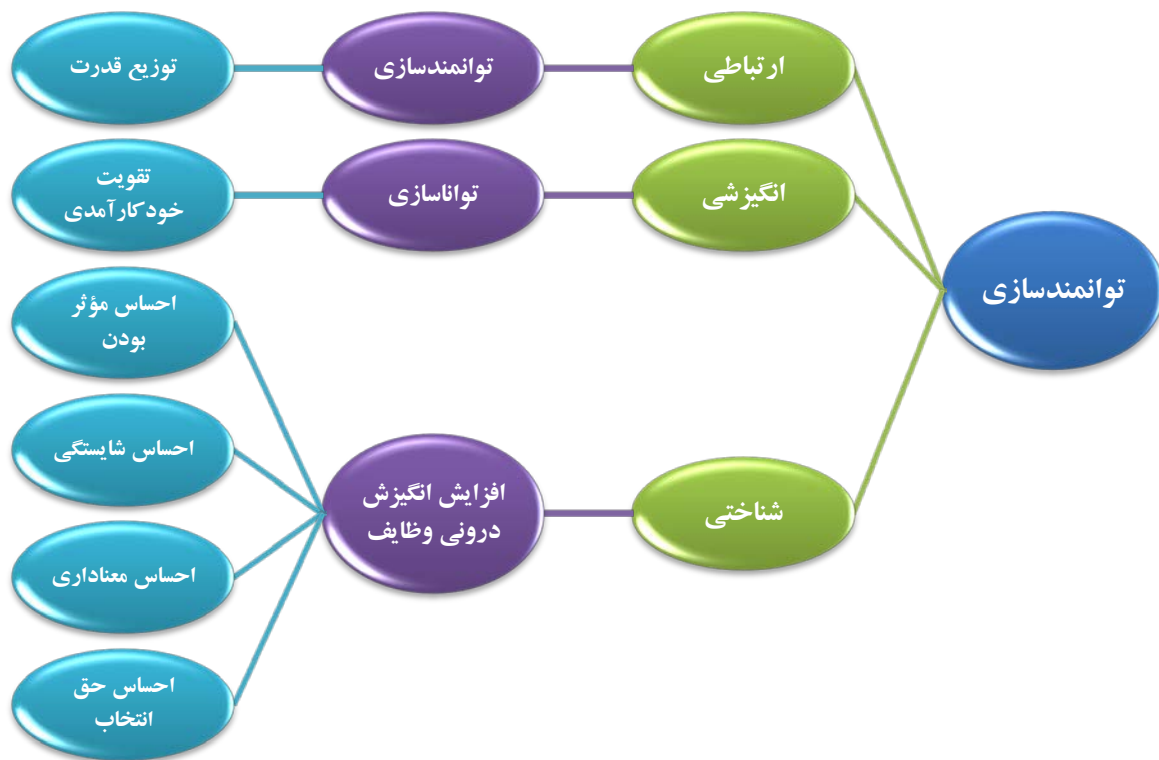 توانمندسازی
ارتباطی
توانمندسازی
توزیع قدرت
انگیزشی
تواناسازی
تقویت
خودکارآمدی
شناختی
افزایش انگیزش
درونی وظایف
احساس مؤثر
بودن
احساس شایستگی
احساس معناداری
احساس حق
انتخاب